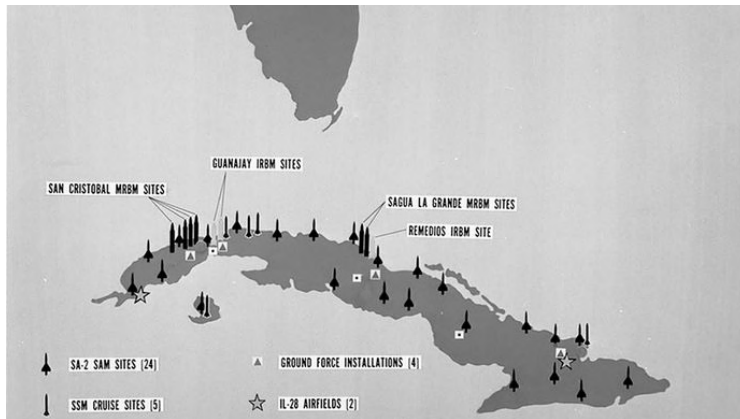 GUANAJAY IRBM SITES
SAN CRISTOBAL MRBM SITES
SAGUA LA GRANDE MRBM SITES
REMEDIOS IRBM SITE
SA-2 SAM SITES (24)
GROUND FORCE INSTALLATIONS (4)
SSM CRUISE SITES (5)
IL-28 AIRFIELDS (2)